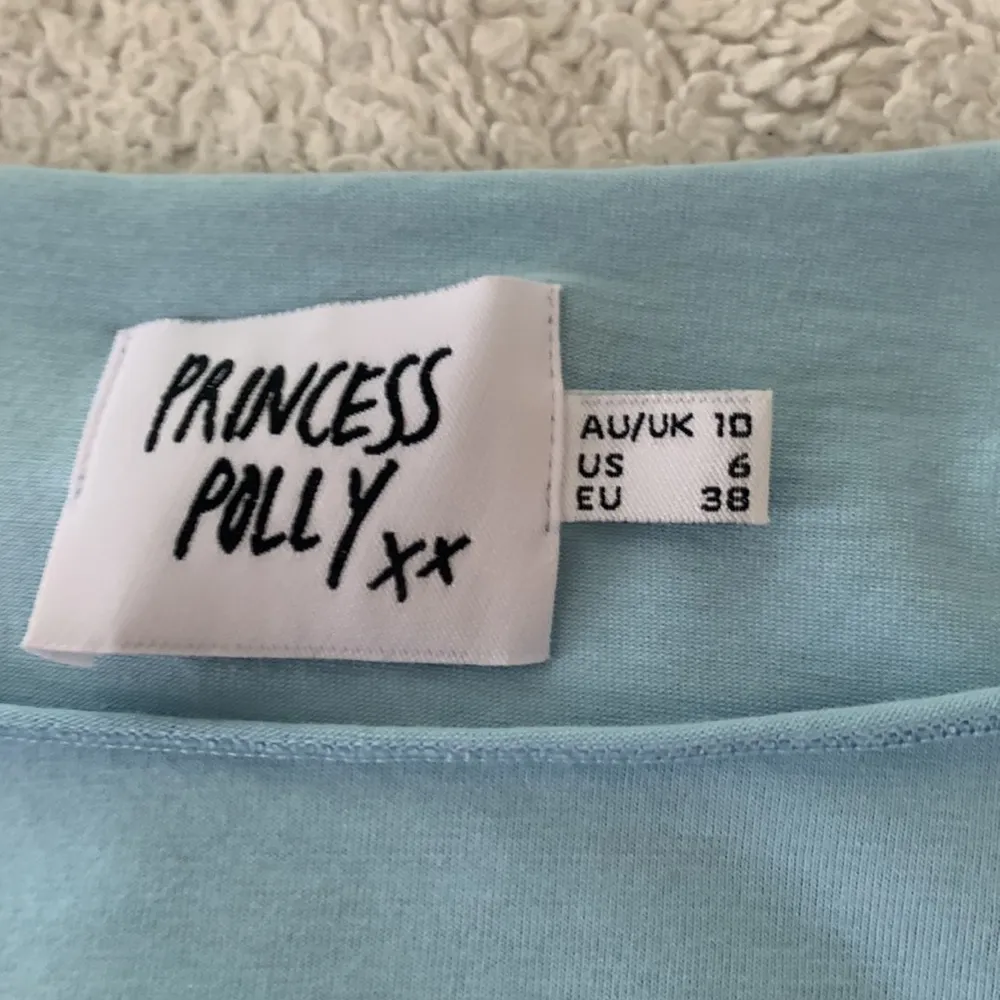 PRINCESS
POLLY xx
AU/UK 10
US 6
EU 38